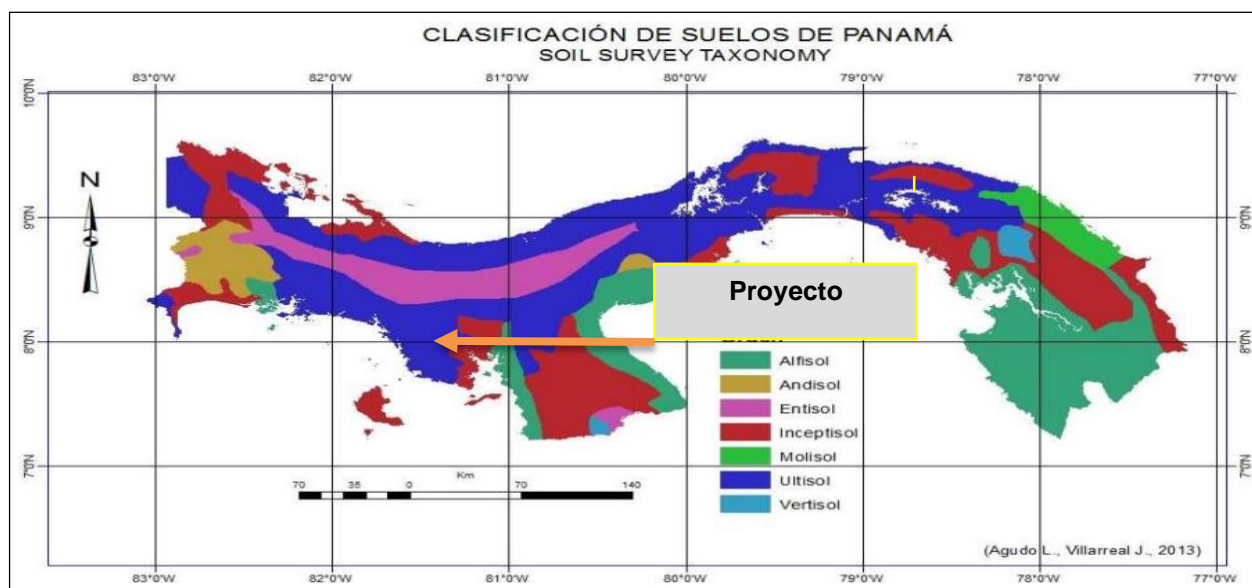 CLASIFICACIÓN DE SUELOS DE PANAMÁ
SOIL SURVEY TAXONOMY
83°0'W 82°0'W 81°0'W 80°0'W 79°0'W 78°0'W 77°0'W
10°0'N 10°0'N
N
9°0'N 9°0'N
Proyecto
8°0'N 8°0'N
Alfisol
Andisol
Entisol
Inceptisol
Molisol
Ultisol
Vertisol
7°0'N 7°0'N
Km
70 35 0 70 140
(Agudo L., Villarreal J., 2013)
83°0'W 82°0'W 81°0'W 80°0'W 79°0'W 78°0'W 77°0'W